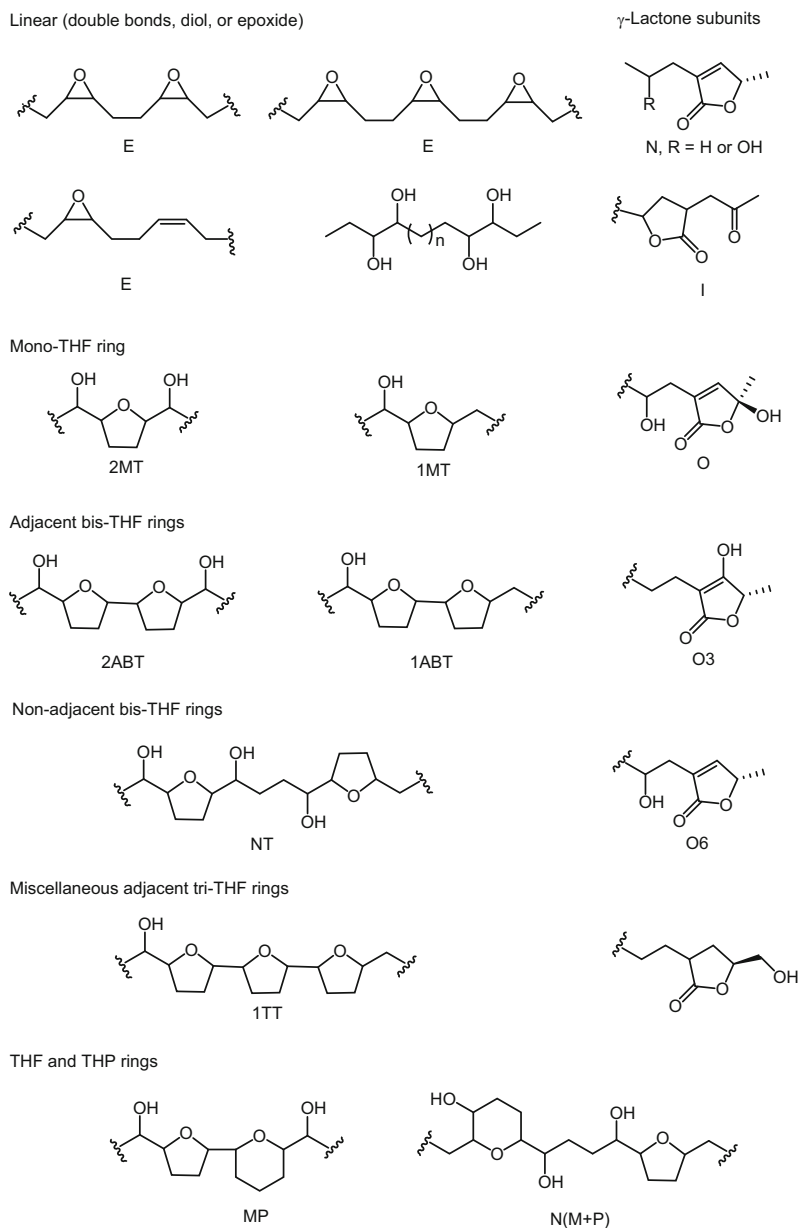 Linear (double bonds, diol, or epoxide)
γ-Lactone subunits
O
O
O
O
O
R
O
O
E
E
N, R = H or OH
O
OH
OH
n
OH
OH
O
O
O
E
I
Mono-THF ring
OH
OH
O
OH
O
OH
O
O
OH
2MT
1MT
O
Adjacent bis-THF rings
OH
OH
O
O
OH
O
O
OH
O
O
2ABT
1ABT
O3
Non-adjacent bis-THF rings
OH
OH
O
O
OH
OH
O
O
NT
O6
Miscellaneous adjacent tri-THF rings
OH
O
O
O
O
O
OH
1TT
THF and THP rings
OH
OH
O
O
HO
OH
O
O
OH
MP
N(M+P)